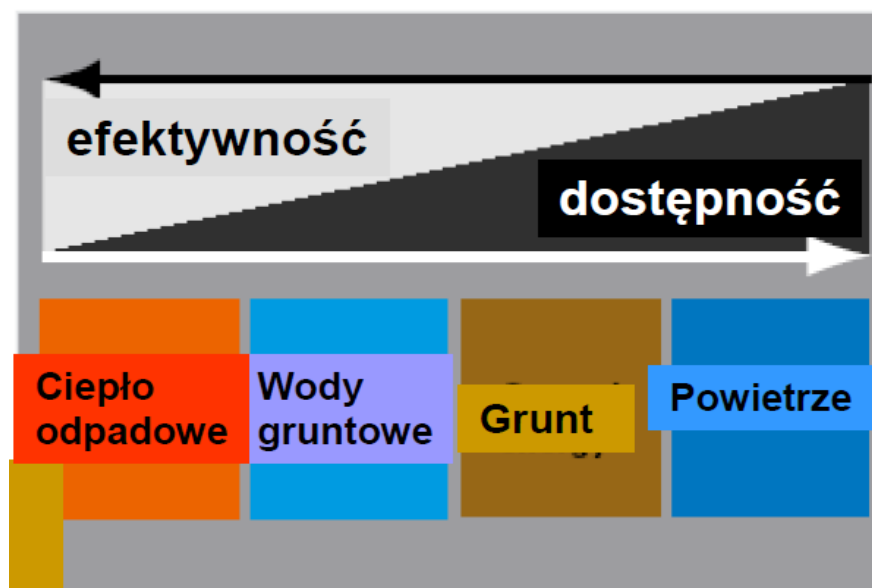 efektywność
dostępność
Ciepło
odpadowe
Wody
gruntowe
Grunt
Powietrze